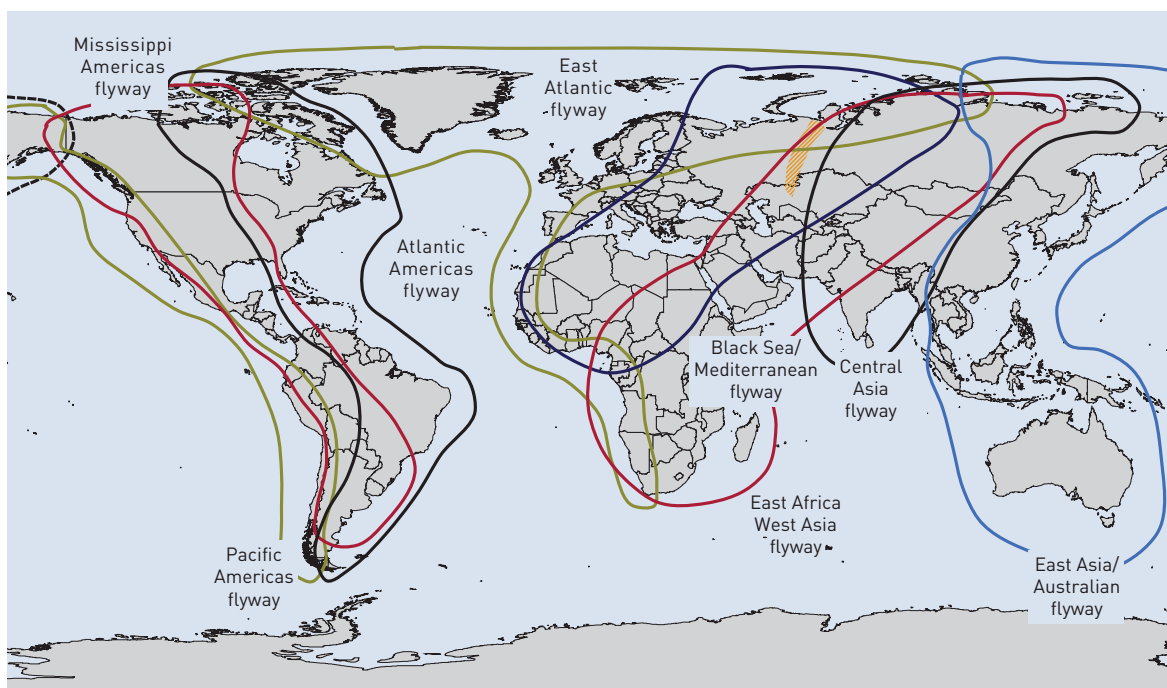 Mississippi
Americas
flyway
East
Atlantic
flyway
Atlantic
Americas
flyway
Black Sea/
Mediterranean
flyway
Central
Asia
flyway
East Africa
West Asia
flyway
Pacific
Americas
flyway
East Asia/
Australian
flyway